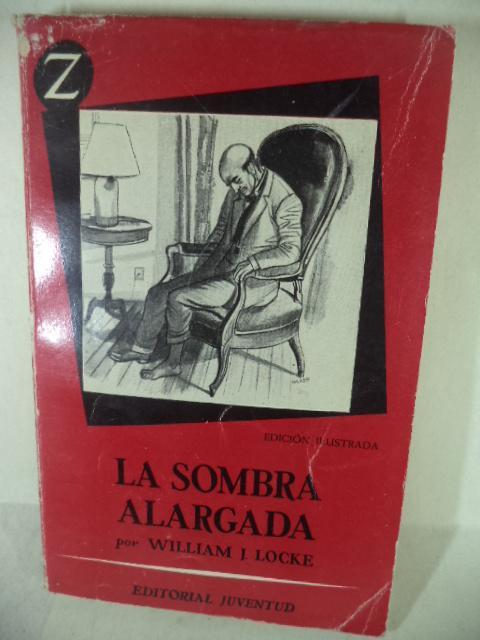 Z
EDICIÓN ILUSTRADA
LA SOMBRA
ALARGADA
por WILLIAM J. LOCKE
EDITORIAL JUVENTUD